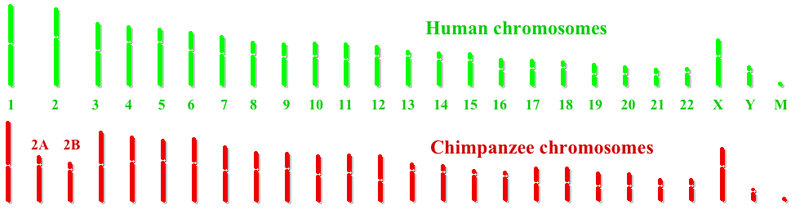 Human chromosomes
1 2 3 4 5 6 7 8 9 10 11 12 13 14 15 16 17 18 19 20 21 22 X Y M
2A 2B
Chimpanzee chromosomes